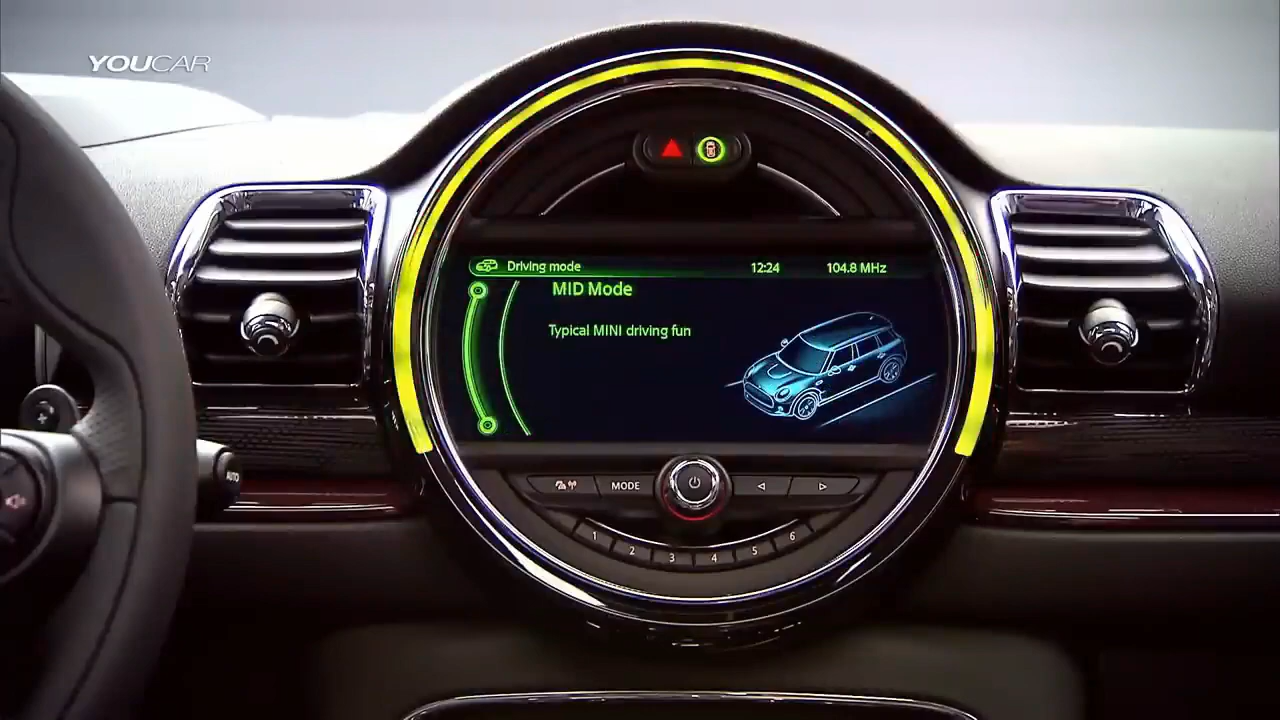 YOUCAR
Driving mode 12:24 104.8 MHz
MID Mode
Typical MINI driving fun
AUTO
MODE
1 2 3 4 5 6